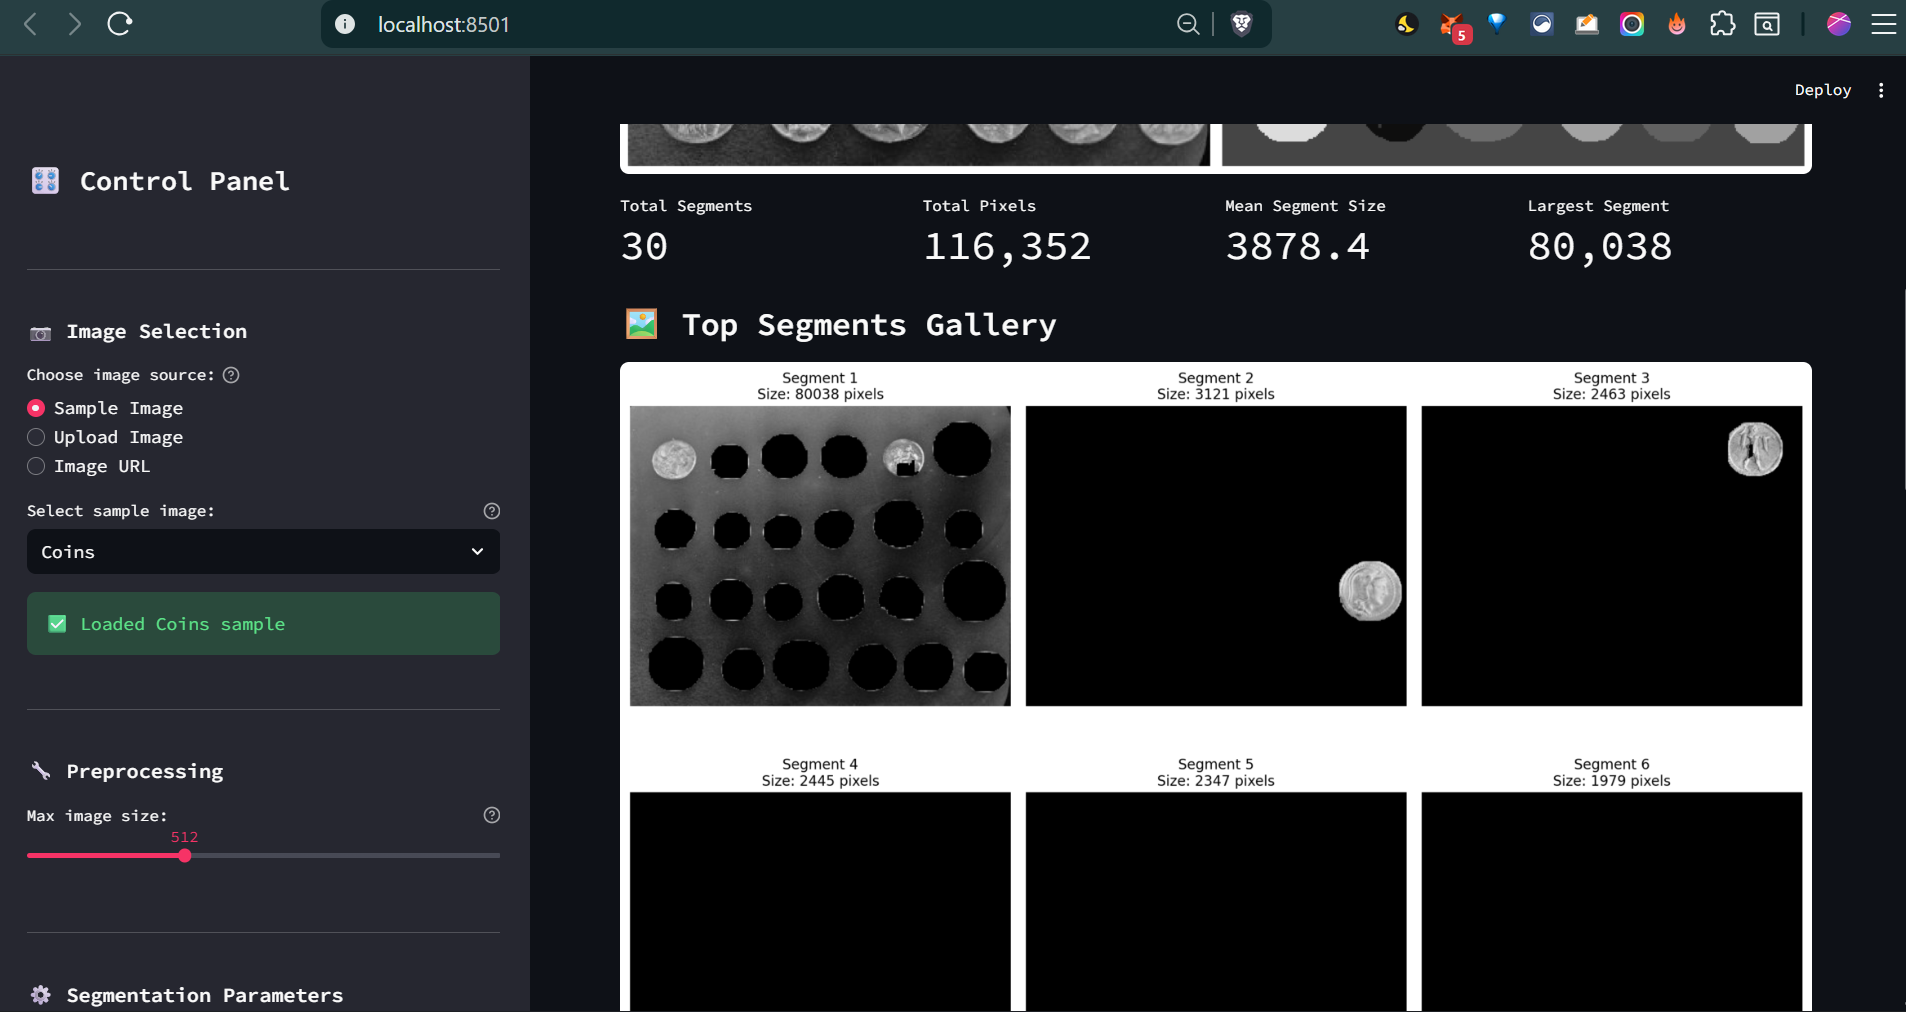 localhost:8501
5
Deploy
Control Panel
Image Selection
Choose image source:
Sample Image
Upload Image
Image URL
Select sample image:
Coins
Loaded Coins sample
Preprocessing
Max image size:
512
Segmentation Parameters
Total Segments
30
Total Pixels
116,352
Mean Segment Size
3878.4
Largest Segment
80,038
Top Segments Gallery
Segment 1
Size: 80038 pixels
Segment 2
Size: 3121 pixels
Segment 3
Size: 2463 pixels
Segment 4
Size: 2445 pixels
Segment 5
Size: 2347 pixels
Segment 6
Size: 1979 pixels